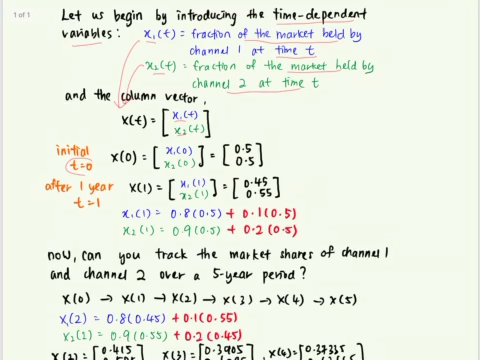 1 of 1
Let us begin by introducing the time-dependent
variables: x₁(t) = fraction of the market held by
channel 1 at time t
x₂(t) = fraction of the market held by
channel 2 at time t
and the column vector,
x(t) = [x₁(t) x₂(t)]
initial t=0 x(0) = [x₁(0) x₂(0)] = [0.5 0.5]
after 1 year t=1 x(1) = [x₁(1) x₂(1)] = [0.45 0.55]
x₁(1) = 0.8(0.5) + 0.1(0.5)
x₂(1) = 0.9(0.5) + 0.2(0.5)
now, can you track the market shares of channel 1
and channel 2 over a 5-year period?
x(0) → x(1) → x(2) → x(3) → x(4) → x(5)
x₁(2) = 0.8(0.45) + 0.1(0.55)
x₂(2) = 0.9(0.55) + 0.2(0.45)
x(2) = [0.415 x(3) = [0.3905 x(4) = [0.37335